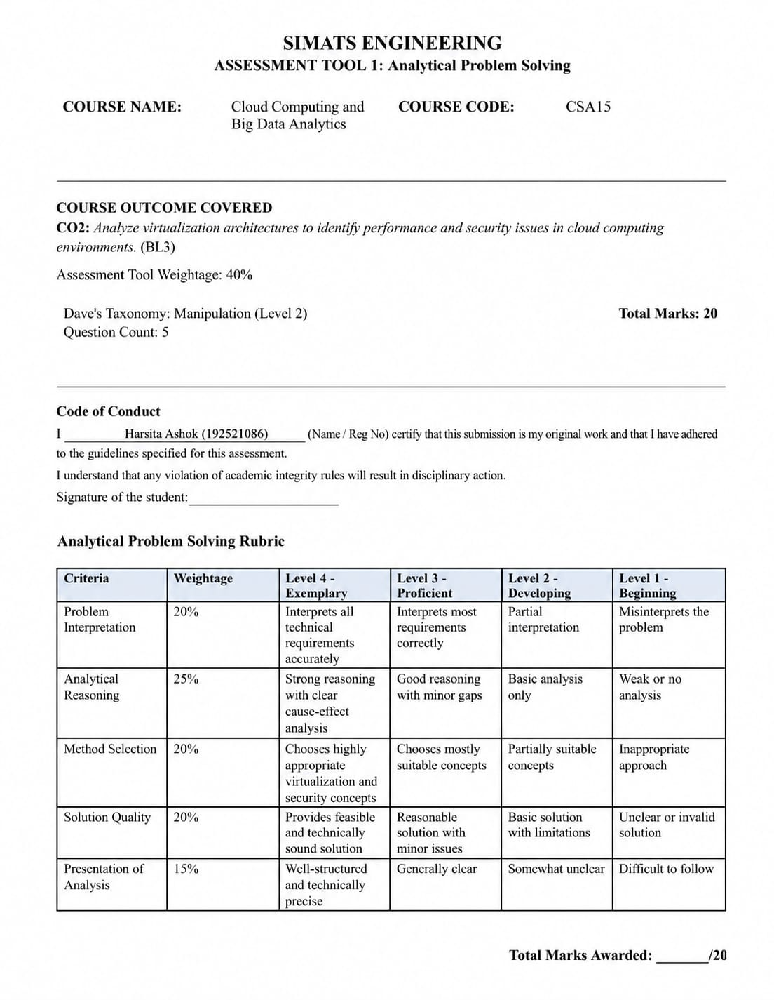 SIMATS ENGINEERING
ASSESSMENT TOOL 1: Analytical Problem Solving
COURSE NAME: Cloud Computing and Big Data Analytics COURSE CODE: CSA15
COURSE OUTCOME COVERED
CO2: Analyze virtualization architectures to identify performance and security issues in cloud computing
environments. (BL3)
Assessment Tool Weightage: 40%
Dave's Taxonomy: Manipulation (Level 2) Total Marks: 20
Question Count: 5
Code of Conduct
I ____________ Harsita Ashok (192521086) ______ (Name / Reg No) certify that this submission is my original work and that I have adhered
to the guidelines specified for this assessment.
I understand that any violation of academic integrity rules will result in disciplinary action.
Signature of the student:_______________________
Analytical Problem Solving Rubric
Criteria Weightage Level 4 - Exemplary Level 3 - Proficient Level 2 - Developing Level 1 - Beginning
Problem Interpretation 20% Interprets all technical requirements accurately Interprets most requirements correctly Partial interpretation Misinterprets the problem
Analytical Reasoning 25% Strong reasoning with clear cause-effect analysis Good reasoning with minor gaps Basic analysis only Weak or no analysis
Method Selection 20% Chooses highly appropriate virtualization and security concepts Chooses mostly suitable concepts Partially suitable concepts Inappropriate approach
Solution Quality 20% Provides feasible and technically sound solution Reasonable solution with minor issues Basic solution with limitations Unclear or invalid solution
Presentation of Analysis 15% Well-structured and technically precise Generally clear Somewhat unclear Difficult to follow
Total Marks Awarded: _______/20